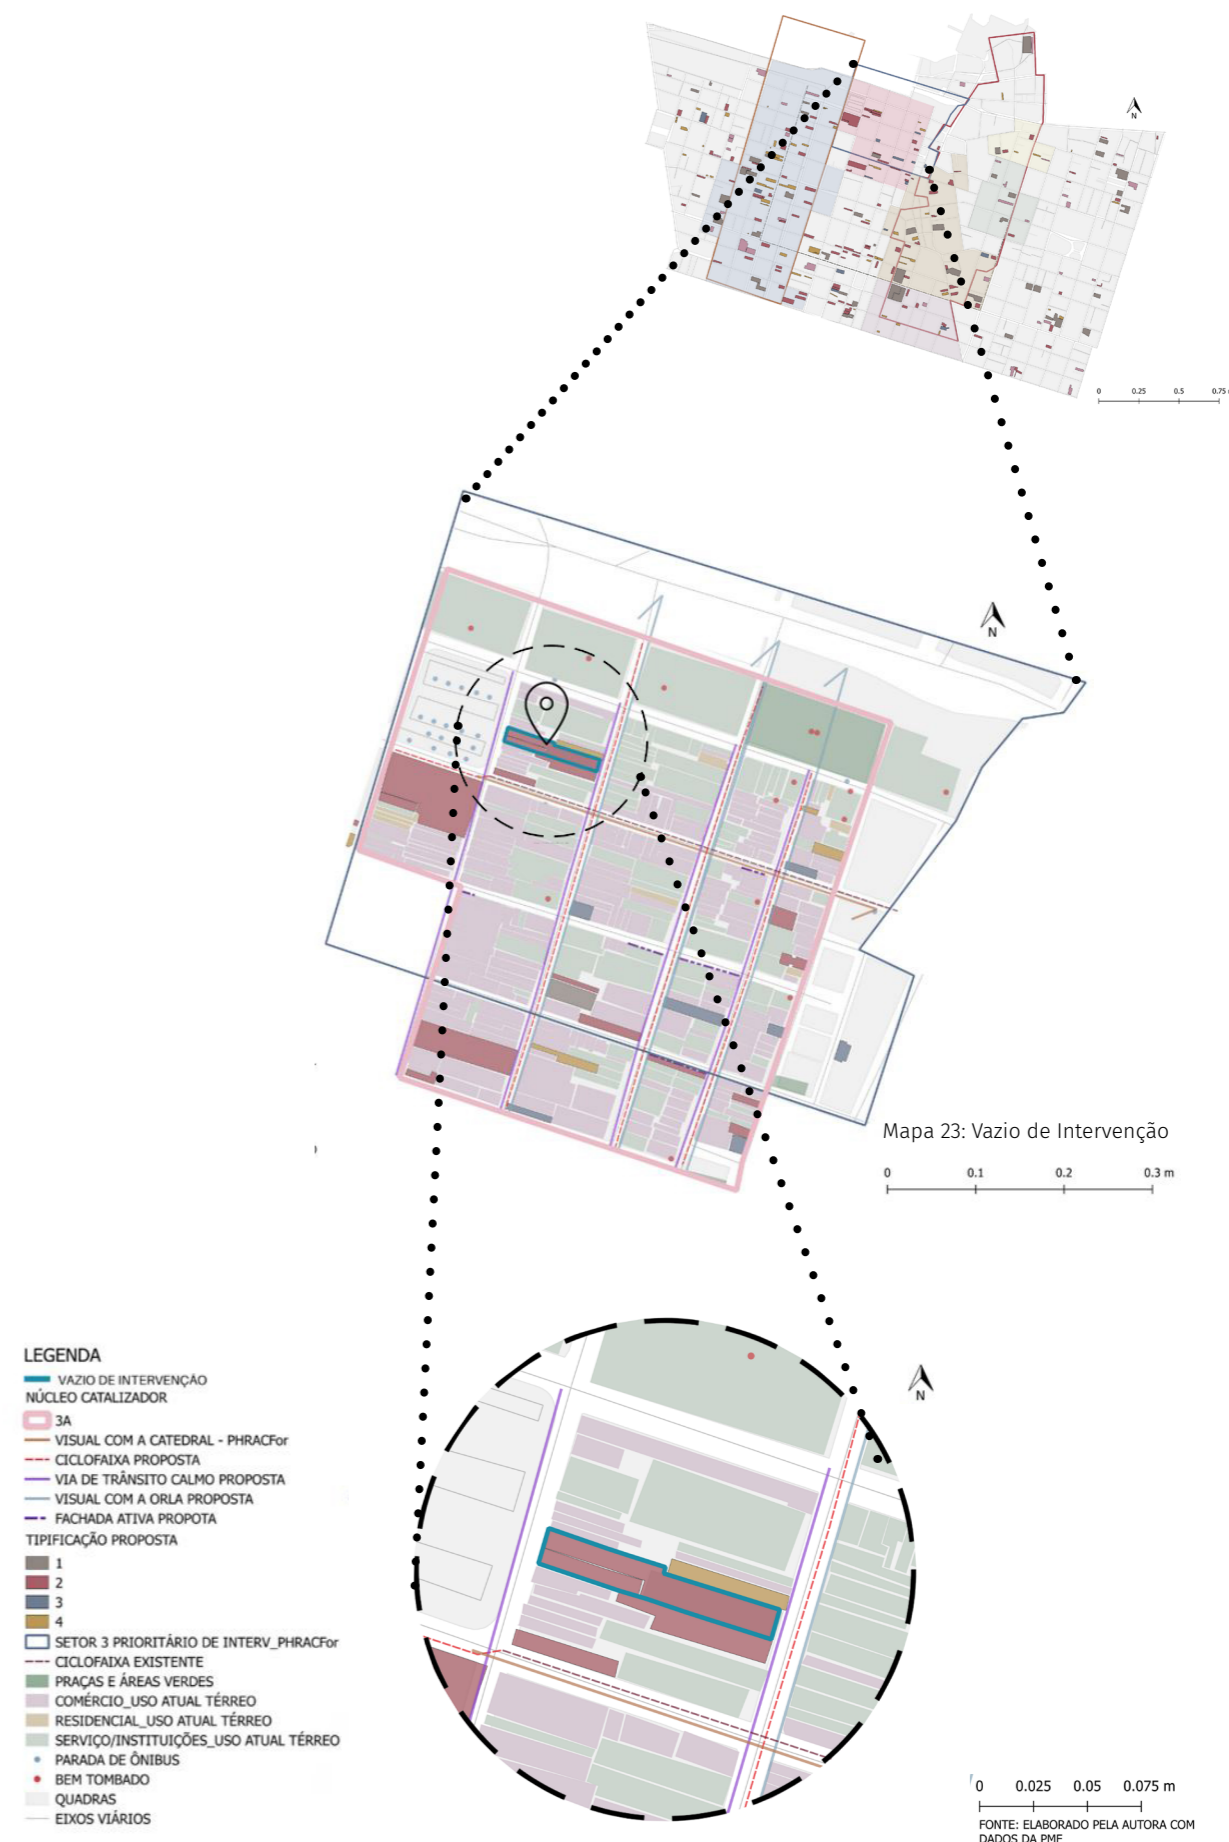 N
0 0.25 0.5 0.75
N
Mapa 23: Vazio de Intervenção
0 0.1 0.2 0.3 m
N
LEGENDA
VAZIO DE INTERVENÇÃO
NÚCLEO CATALIZADOR
3A
VISUAL COM A CATEDRAL - PHRACFor
CICLOFAIXA PROPOSTA
VIA DE TRÂNSITO CALMO PROPOSTA
VISUAL COM A ORLA PROPOSTA
FACHADA ATIVA PROPOTA
TIPIFICAÇÃO PROPOSTA
1
2
3
4
SETOR 3 PRIORITÁRIO DE INTERV_PHRACFor
CICLOFAIXA EXISTENTE
PRAÇAS E ÁREAS VERDES
COMÉRCIO_USO ATUAL TÉRREO
RESIDENCIAL_USO ATUAL TÉRREO
SERVIÇO/INSTITUIÇÕES_USO ATUAL TÉRREO
PARADA DE ÔNIBUS
BEM TOMBADO
QUADRAS
EIXOS VIÁRIOS
0 0.025 0.05 0.075 m
FONTE: ELABORADO PELA AUTORA COM
DADOS DA PMF